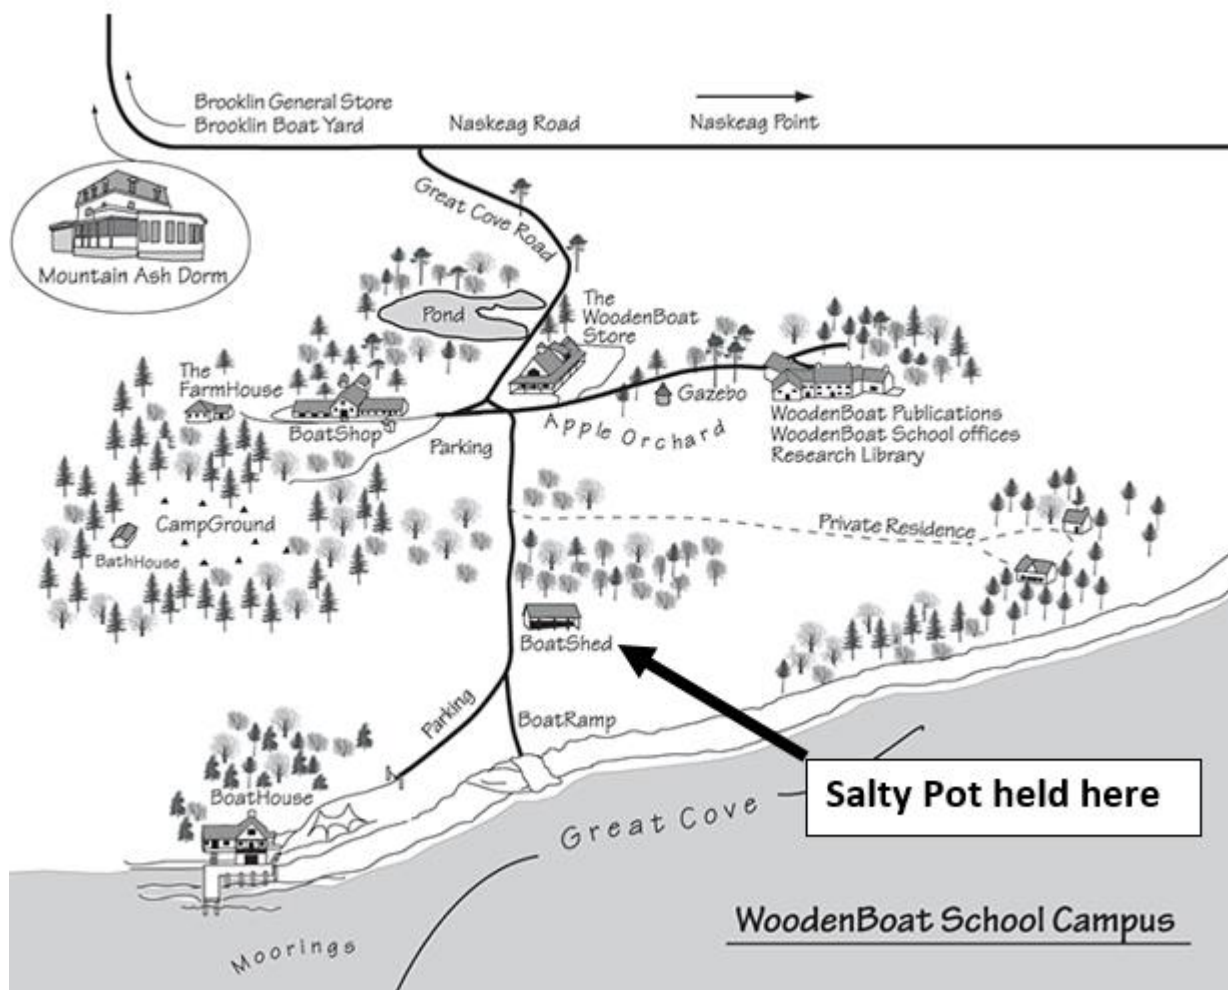 Brooklin General Store
Brooklin Boat Yard
Naskeag Road
Naskeag Point
Great Cove Road
Mountain Ash Dorm
Pond
The
WoodenBoat
Store
The
FarmHouse
BoatShop
Parking
Gazebo
Apple Orchard
WoodenBoat Publications
WoodenBoat School offices
Research Library
CampGround
BathHouse
Private Residence
BoatShed
Parking
BoatRamp
BoatHouse
Salty Pot held here
Great Cove
Moorings
WoodenBoat School Campus